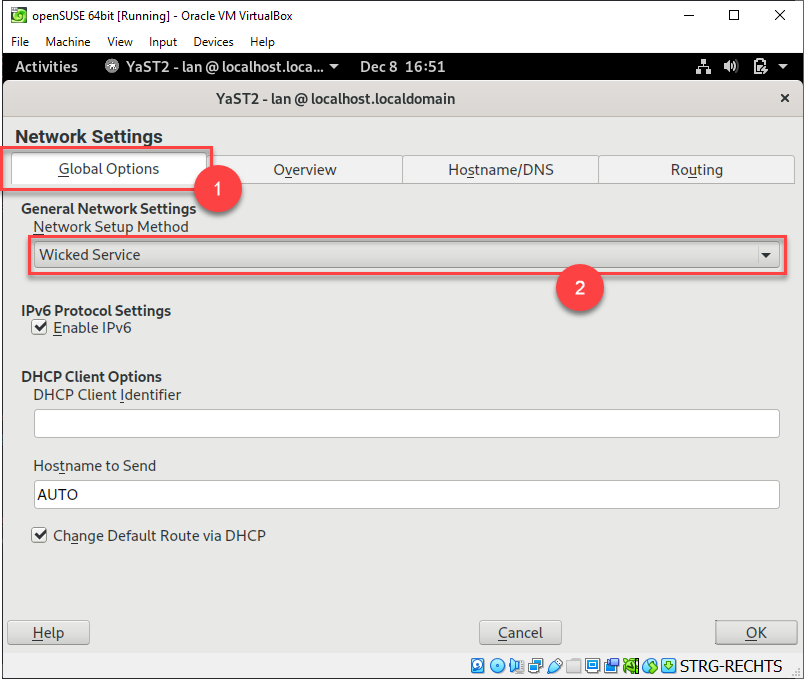 openSUSE 64bit [Running] - Oracle VM VirtualBox
File Machine View Input Devices Help
Activities YaST2 - lan @ localhost.loca... Dec 8 16:51
YaST2 - lan @ localhost.localdomain
Network Settings
Global Options Overview Hostname/DNS Routing
1
General Network Settings
Network Setup Method
Wicked Service
2
IPv6 Protocol Settings
Enable IPv6
DHCP Client Options
DHCP Client Identifier
Hostname to Send
AUTO
Change Default Route via DHCP
Help Cancel OK
STRG-RECHTS